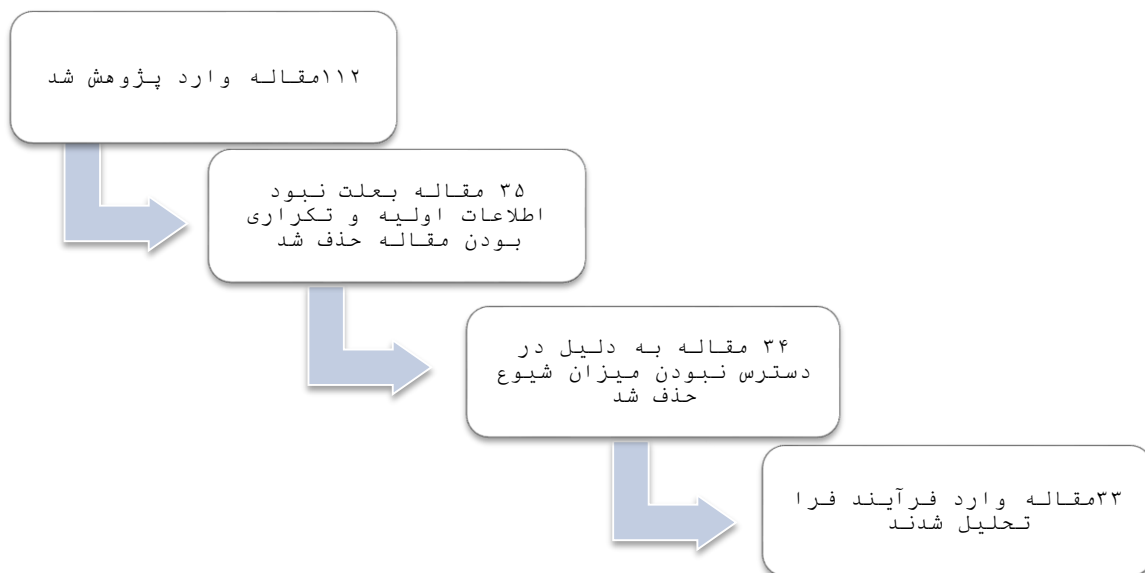 ۱۱۲مقاله وارد پژوهش شد
۳۵ مقاله بعلت نبود
اطلاعات اولیه و تکراری
بودن مقاله حذف شد
۳۴ مقاله به دلیل در
دسترس نبودن میزان شیوع
حذف شد
۳۳مقاله وارد فرآیند فرا
تحلیل شدند